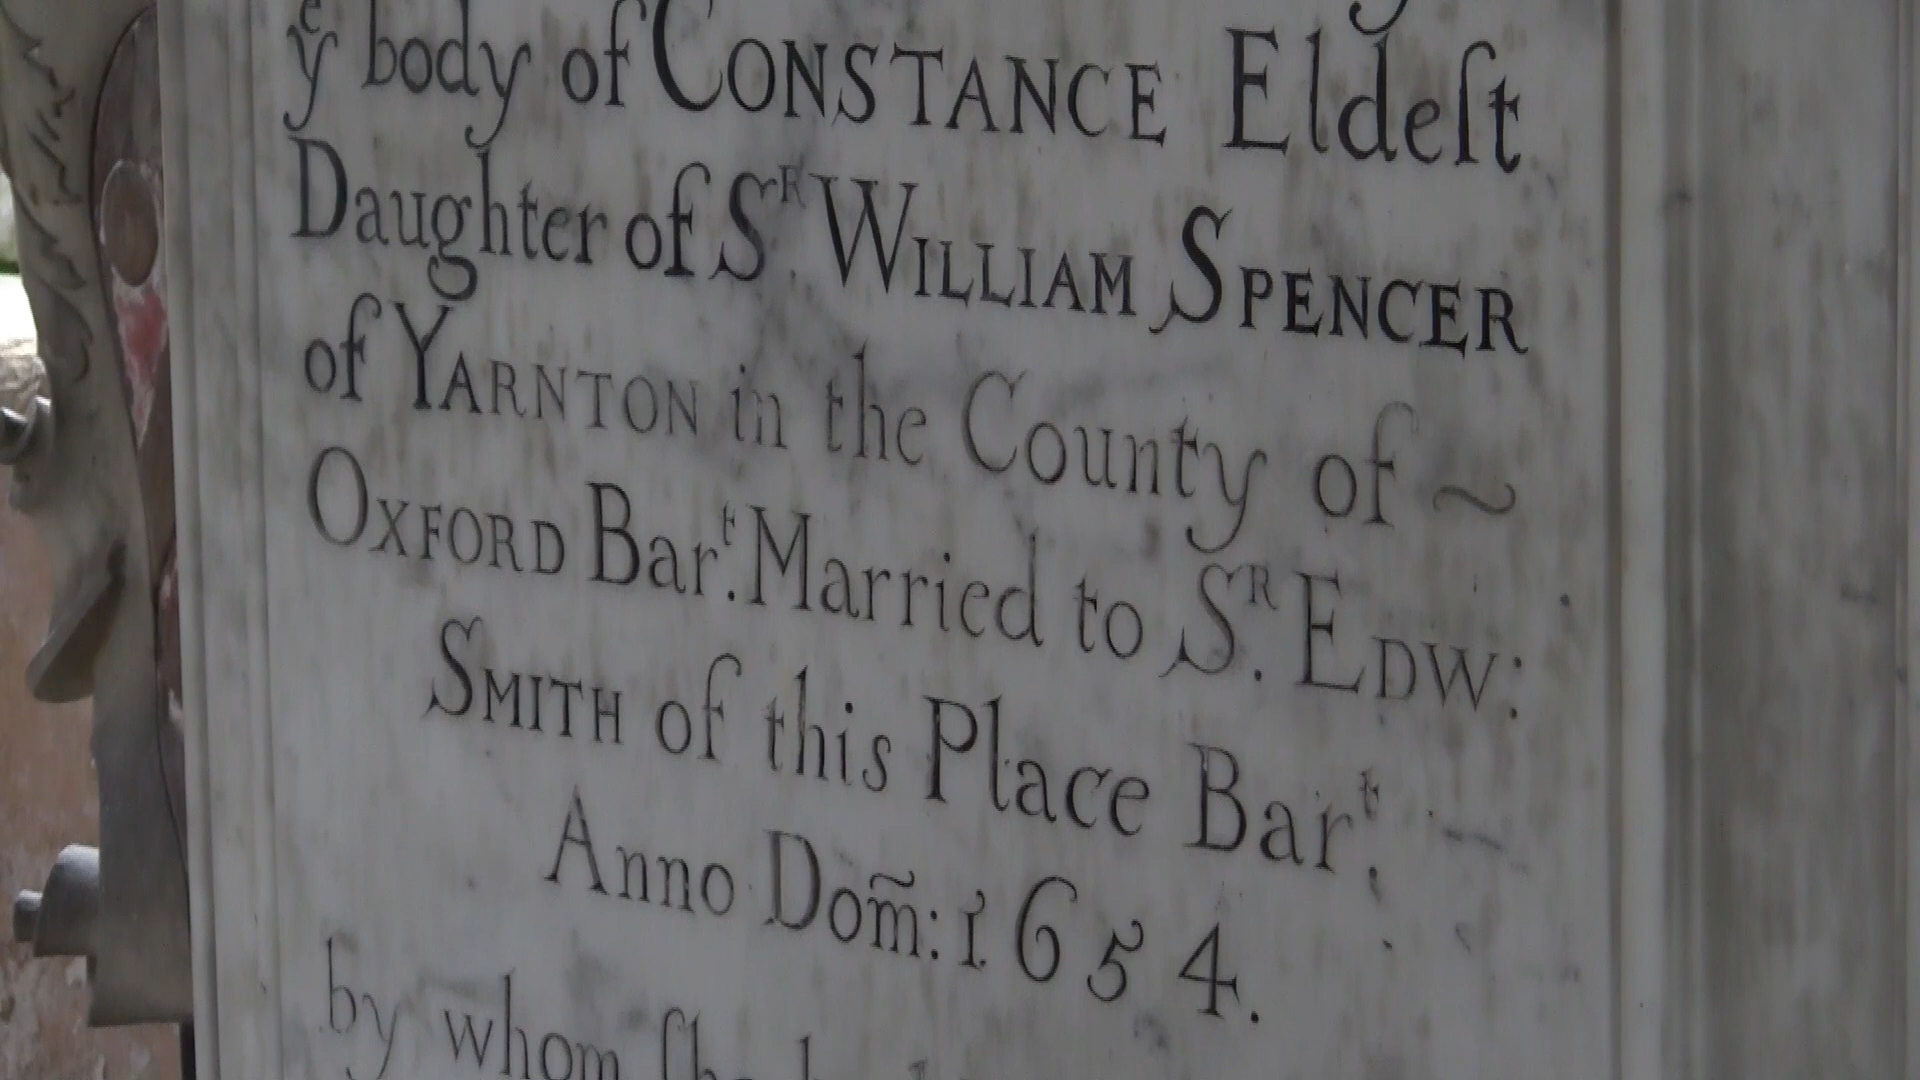 yᵉ body of CONSTANCE Eldeſt
Daughter of Sᴿ. WILLIAM SPENCER
of YARNTON in the County of ~
OXFORD Barᵗ. Married to Sᴿ. EDW:
SMITH of this Place Barᵗ.
Anno Dom̃: 1654.
by whom ſhe